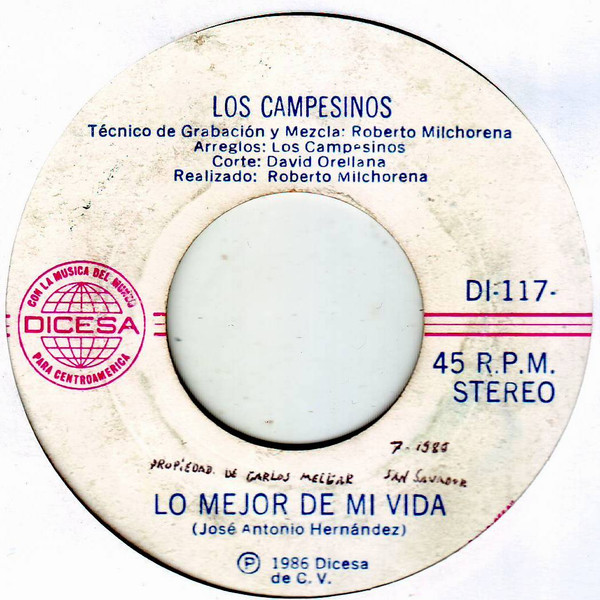 LOS CAMPESINOS
Técnico de Grabación y Mezcla: Roberto Milchorena
Arreglos: Los Campesinos
Corte: David Orellana
Realizado: Roberto Milchorena
CON LA MUSICA DEL MUNDO
DICESA
PARA CENTROAMERICA
DI-117-
45 R.P.M.
STEREO
7-1986
PROPIEDAD DE CARLOS MELGAR SAN SALVADOR
LO MEJOR DE MI VIDA
(José Antonio Hernández)
Ⓟ 1986 Dicesa
de C. V.